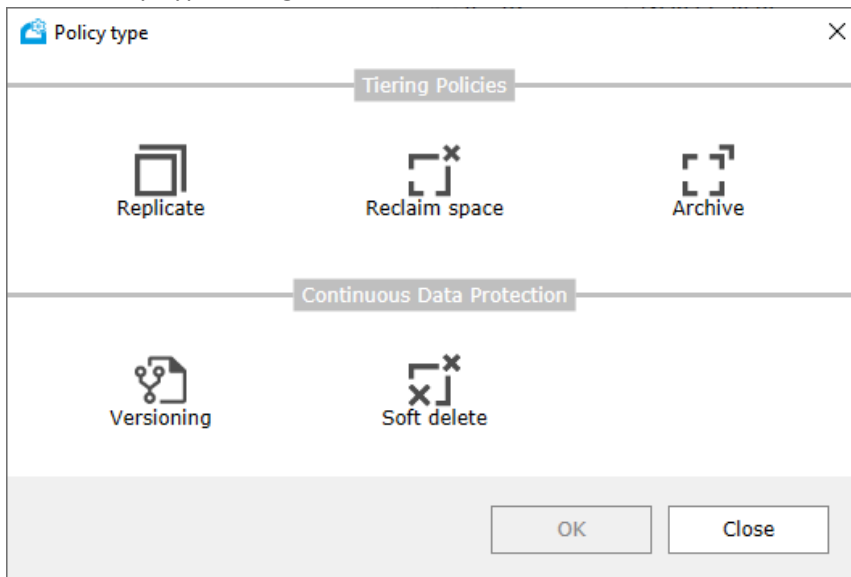 Policy type
Tiering Policies
Replicate
Reclaim space
Archive
Continuous Data Protection
Versioning
Soft delete
OK
Close